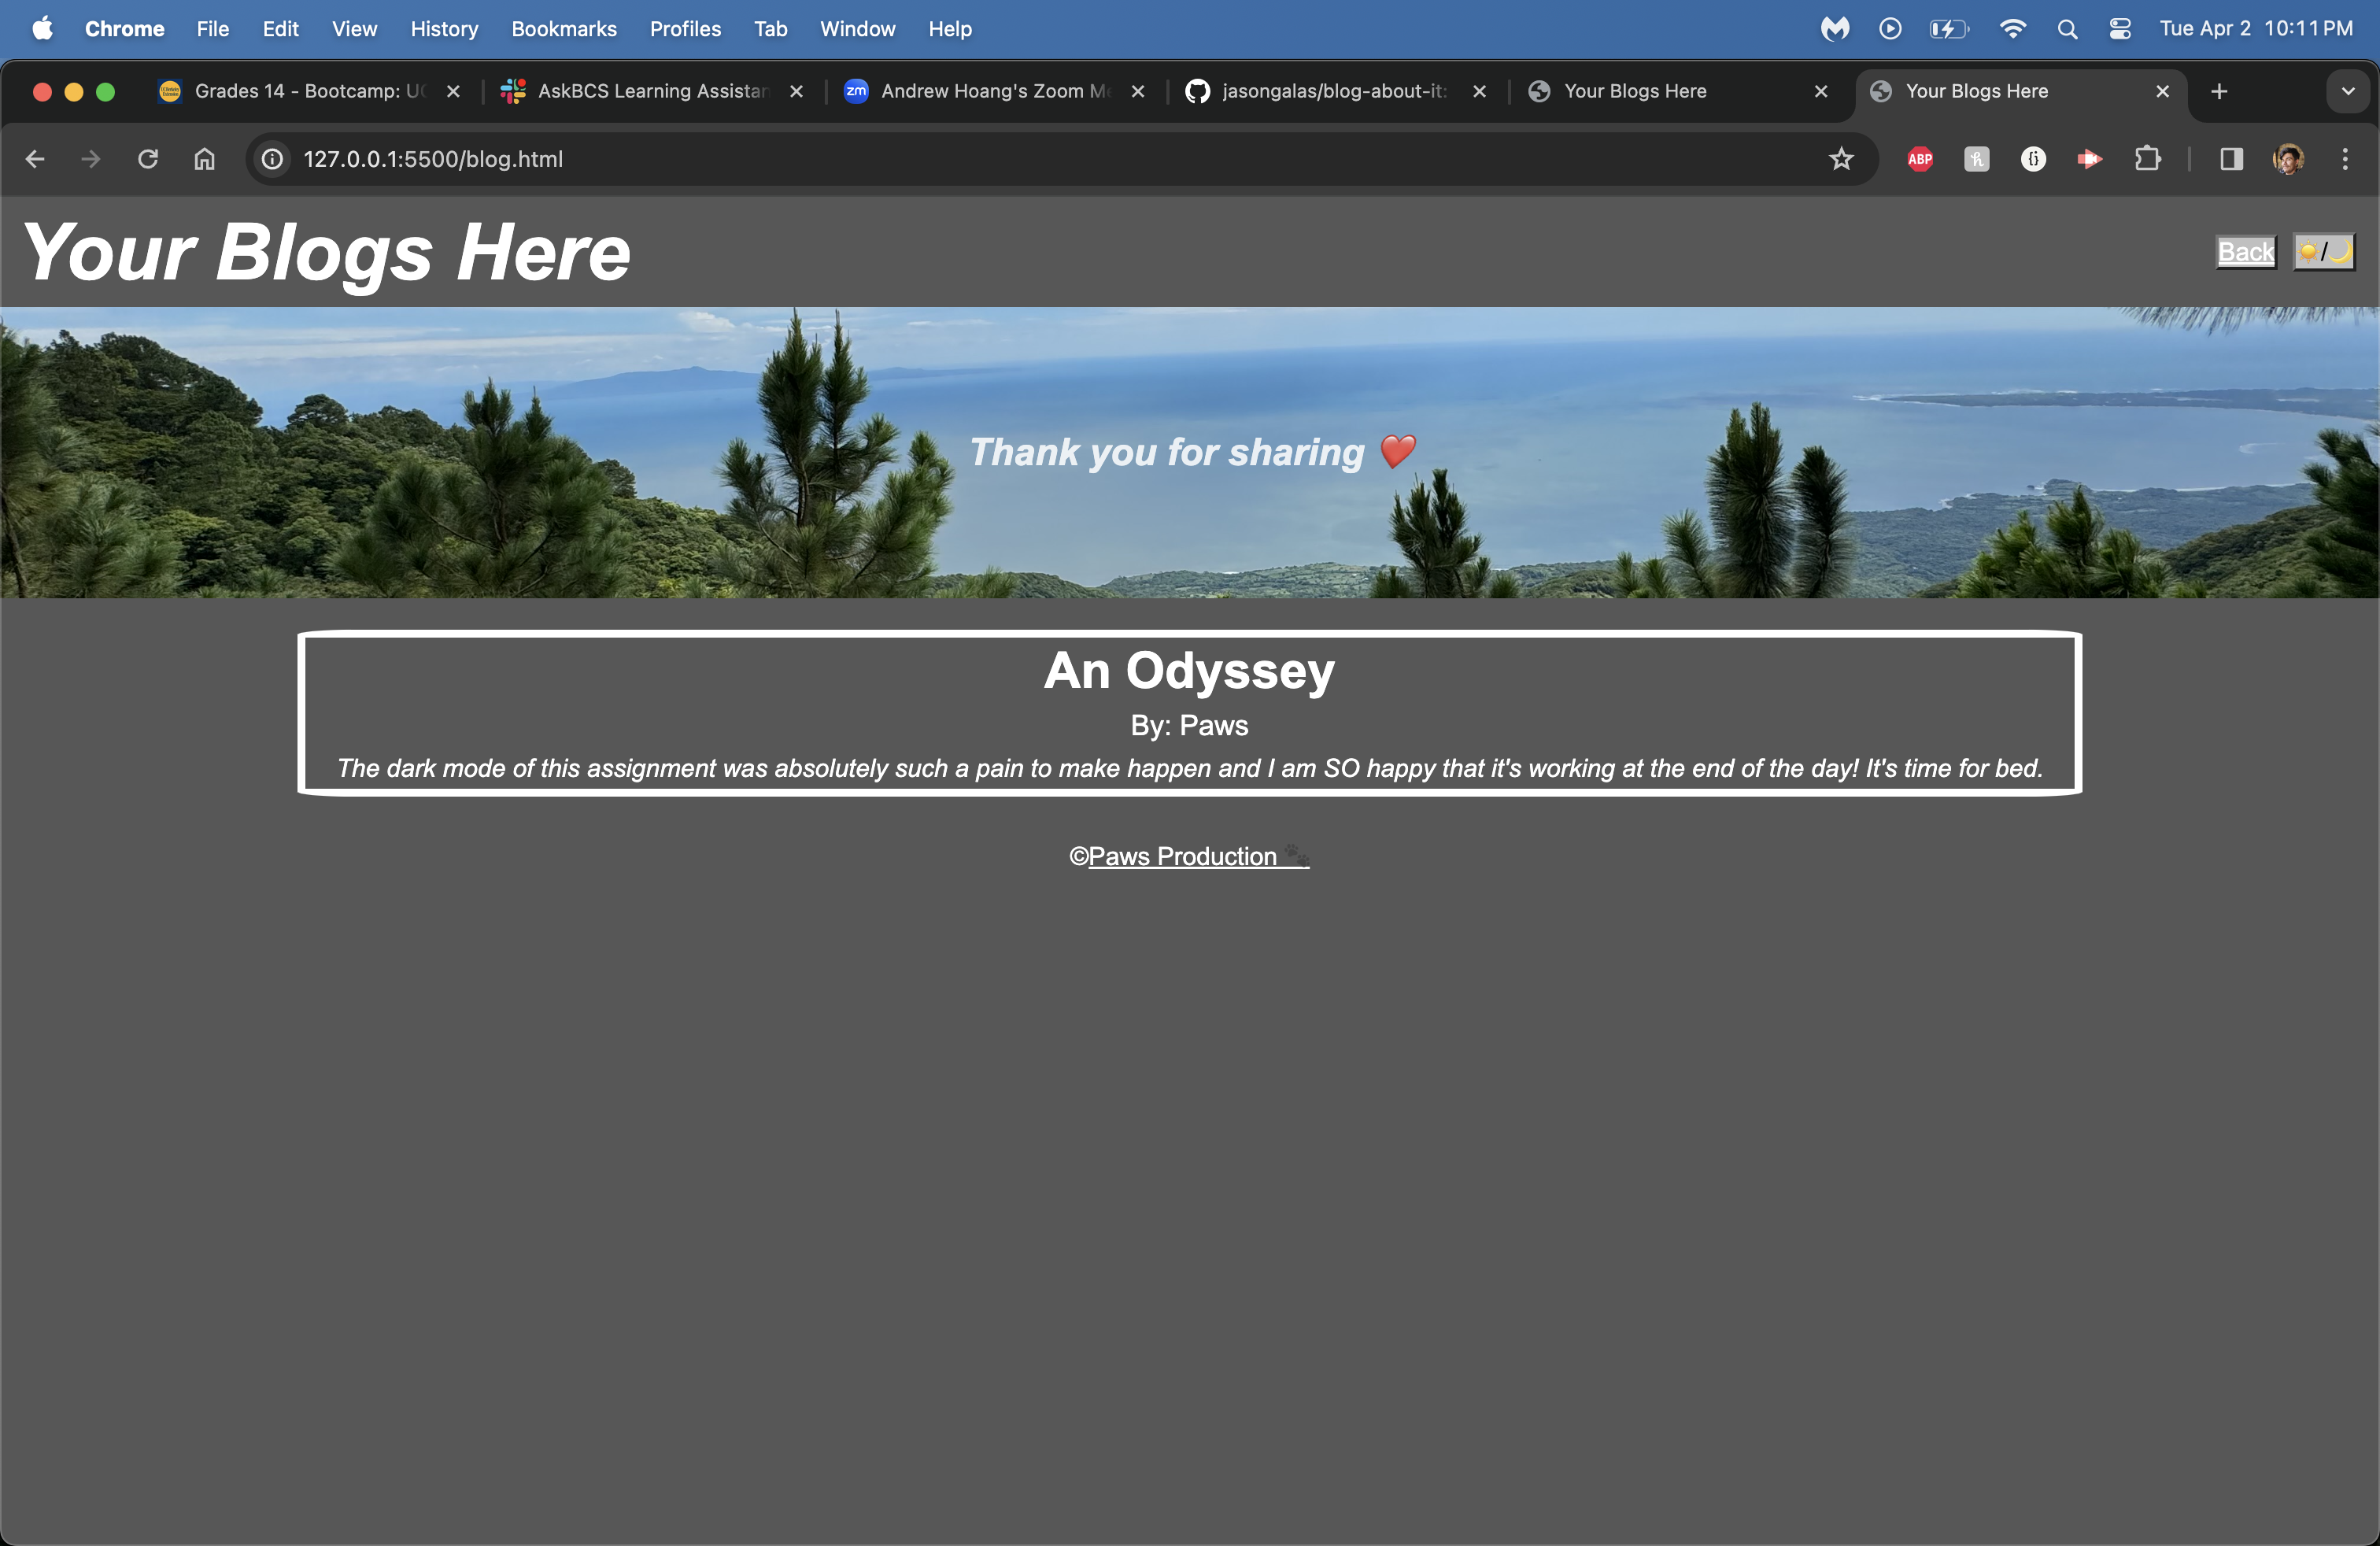 Chrome File Edit View History Bookmarks Profiles Tab Window Help Tue Apr 2 10:11 PM
Grades 14 - Bootcamp: UC AskBCS Learning Assistan zm Andrew Hoang's Zoom Me jasongalas/blog-about-it: Your Blogs Here Your Blogs Here
127.0.0.1:5500/blog.html ABP
Your Blogs Here Back ☀️/🌙
Thank you for sharing ❤️
An Odyssey
By: Paws
The dark mode of this assignment was absolutely such a pain to make happen and I am SO happy that it's working at the end of the day! It's time for bed.
©Paws Production 🐾